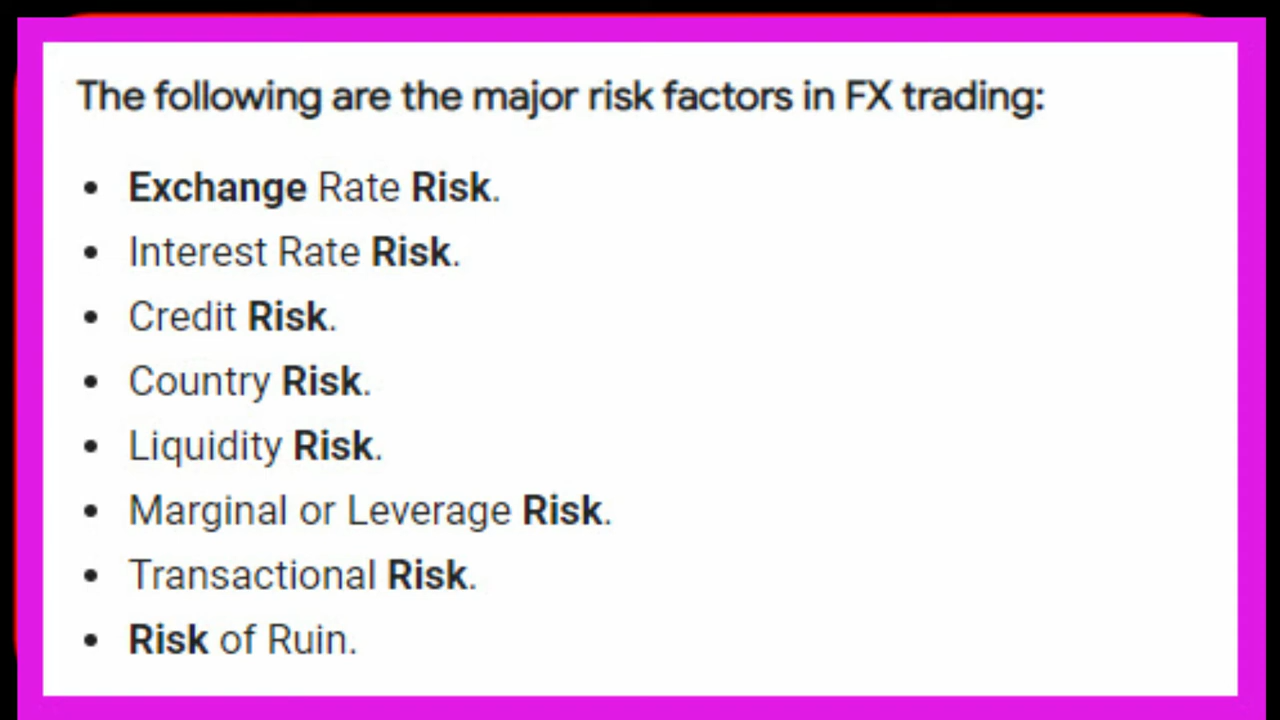 The following are the major risk factors in FX trading:
• Exchange Rate Risk.
• Interest Rate Risk.
• Credit Risk.
• Country Risk.
• Liquidity Risk.
• Marginal or Leverage Risk.
• Transactional Risk.
• Risk of Ruin.